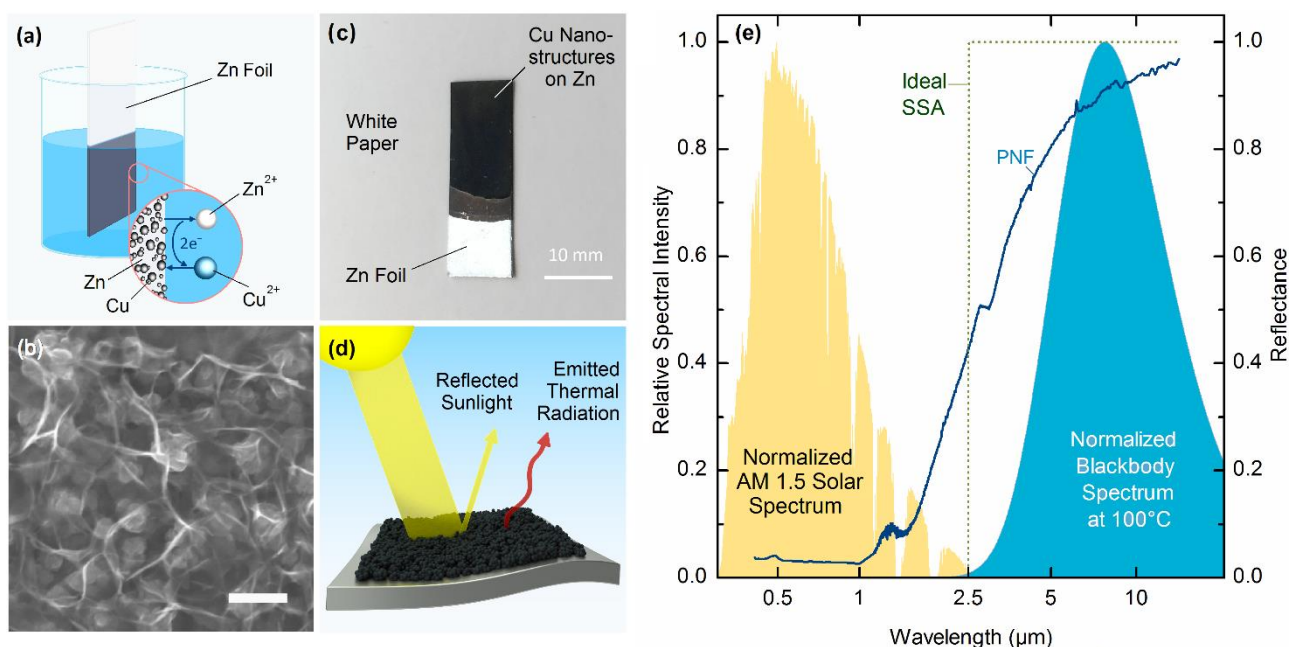 (a)
Zn Foil
Zn2+
2e−
Zn
Cu
Cu2+
(b)
(c)
Cu Nano-
structures
on Zn
White
Paper
Zn Foil
10 mm
(d)
Reflected
Sunlight
Emitted
Thermal
Radiation
(e)
Relative Spectral Intensity
1.0
0.8
0.6
0.4
0.2
0.0
Ideal
SSA
PNF
Normalized
AM 1.5 Solar
Spectrum
Normalized
Blackbody
Spectrum
at 100°C
1.0
0.8
0.6
0.4
0.2
0.0
Reflectance
0.5 1 2.5 5 10
Wavelength (µm)